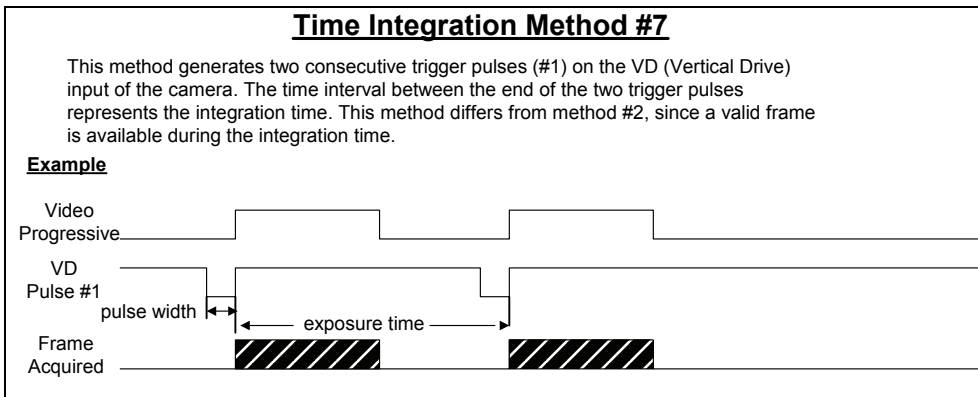 Time Integration Method #7
This method generates two consecutive trigger pulses (#1) on the VD (Vertical Drive)
input of the camera. The time interval between the end of the two trigger pulses
represents the integration time. This method differs from method #2, since a valid frame
is available during the integration time.
Example
Video
Progressive
VD
Pulse #1
pulse width
exposure time
Frame
Acquired